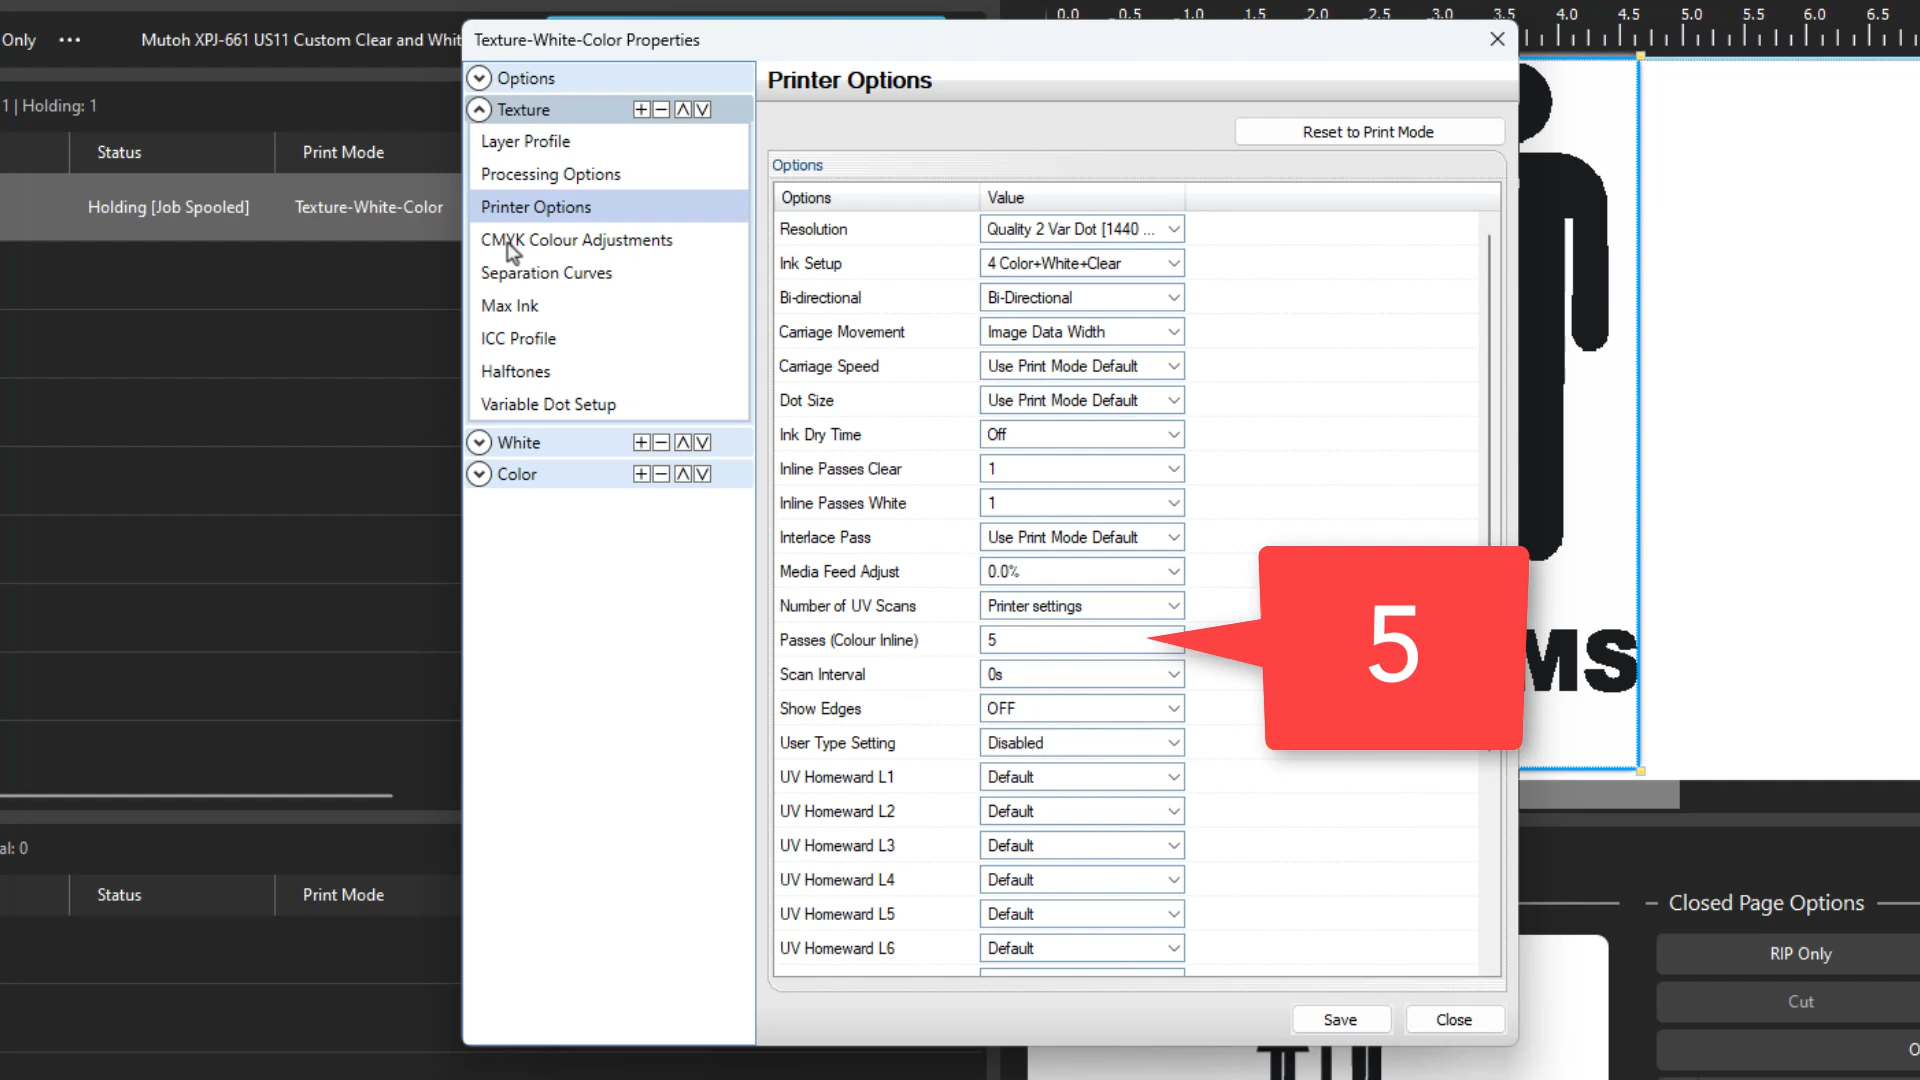 Only
Mutoh XPJ-661 US11 Custom Clear and Whit
Texture-White-Color Properties
0.0 0.5 1.0 1.5 2.0 2.5 3.0 3.5 4.0 4.5 5.0 5.5 6.0 6.5
1 | Holding: 1
Status Print Mode
Holding [Job Spooled] Texture-White-Color
Options
Texture
Layer Profile
Processing Options
Printer Options
CMYK Colour Adjustments
Separation Curves
Max Ink
ICC Profile
Halftones
Variable Dot Setup
White
Color
Printer Options
Reset to Print Mode
Options
Options Value
Resolution Quality 2 Var Dot [1440 ...
Ink Setup 4 Color+White+Clear
Bi-directional Bi-Directional
Carriage Movement Image Data Width
Carriage Speed Use Print Mode Default
Dot Size Use Print Mode Default
Ink Dry Time Off
Inline Passes Clear 1
Inline Passes White 1
Interlace Pass Use Print Mode Default
Media Feed Adjust 0.0%
Number of UV Scans Printer settings
Passes (Colour Inline) 5
Scan Interval 0s
Show Edges OFF
User Type Setting Disabled
UV Homeward L1 Default
UV Homeward L2 Default
UV Homeward L3 Default
UV Homeward L4 Default
UV Homeward L5 Default
UV Homeward L6 Default
Save Close
5
MS
al: 0
Status Print Mode
Closed Page Options
RIP Only
Cut
O